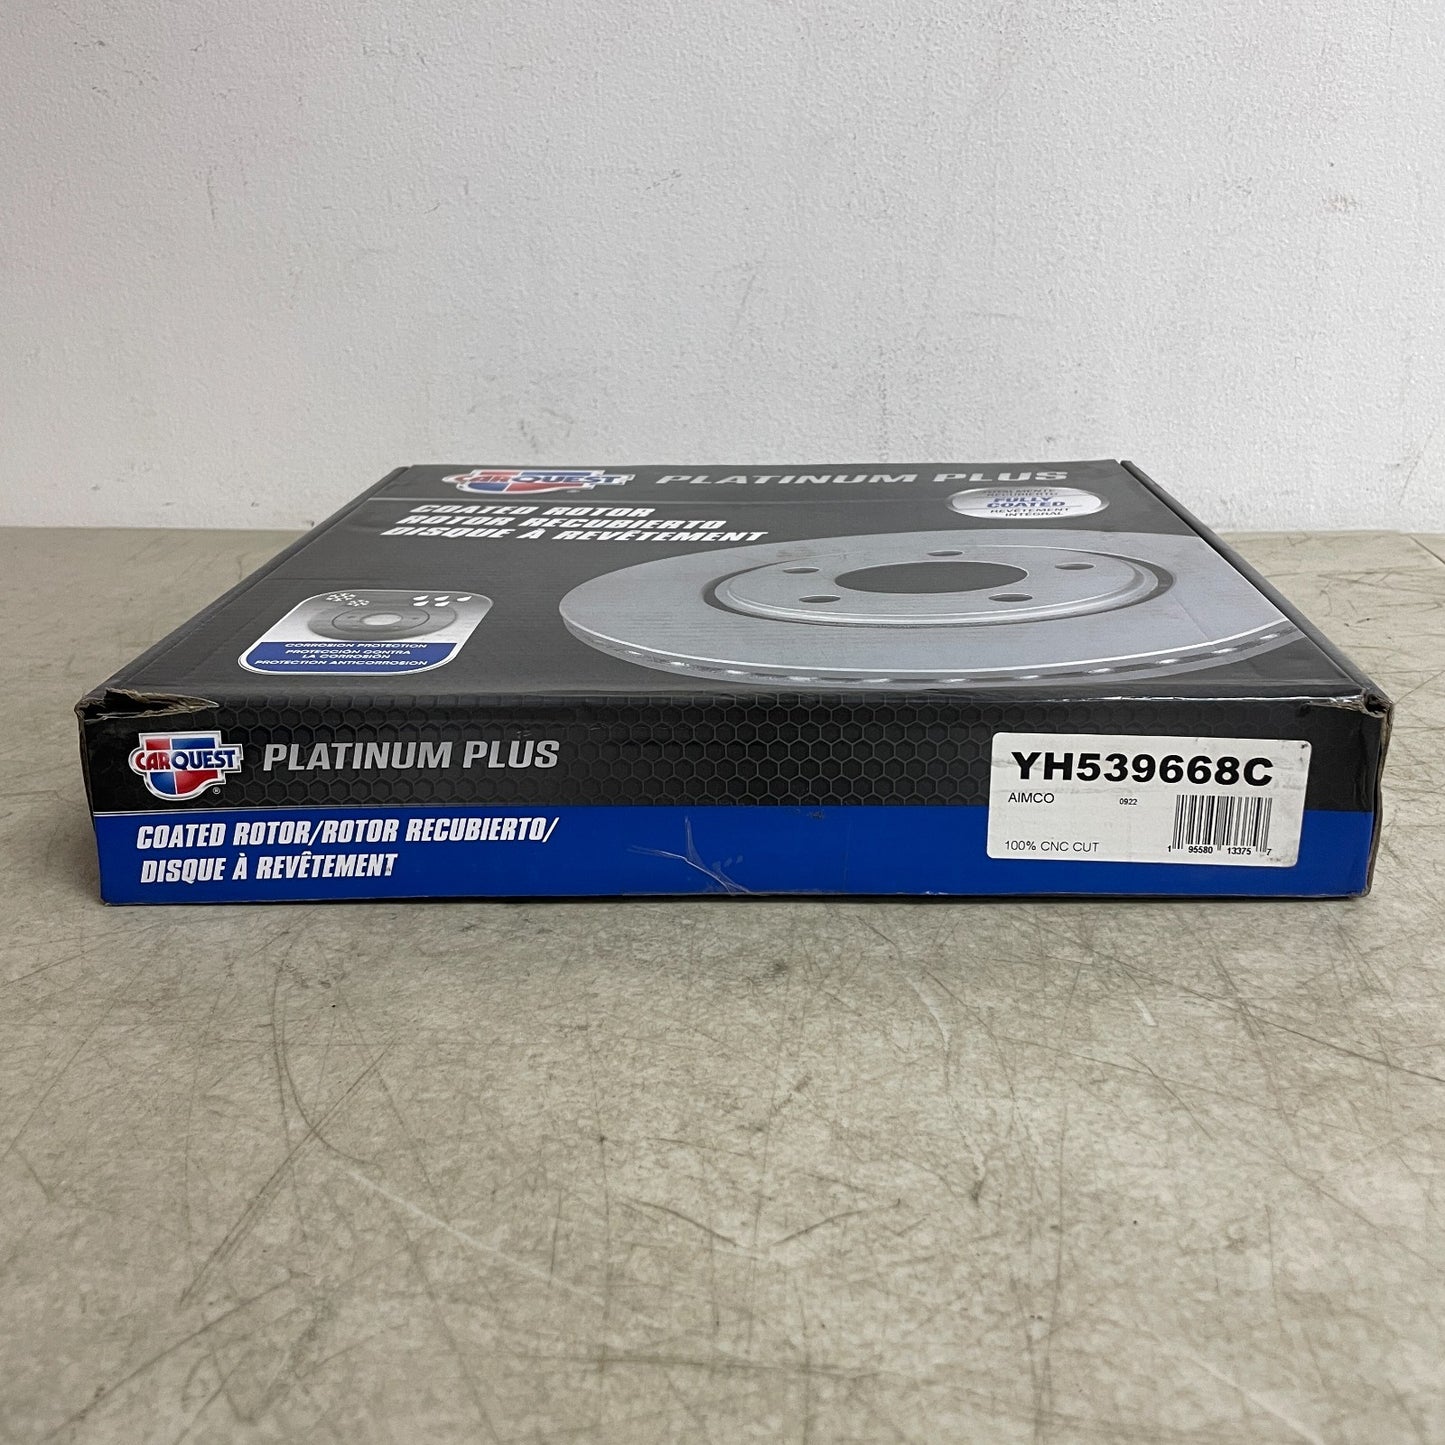 CARQUEST PLATINUM PLUS
COATED ROTOR
ROTOR RECUBIERTO
DISQUE À REVÊTEMENT
TOTALMENTE
RECUBIERTO
FULLY
COATED
REVÊTEMENT
INTÉGRAL
CORROSION PROTECTION
PROTECCIÓN CONTRA
LA CORROSIÓN
PROTECTION ANTICORROSION
CARQUEST® PLATINUM PLUS
COATED ROTOR/ROTOR RECUBIERTO/
DISQUE À REVÊTEMENT
YH539668C
AIMCO 0922
100% CNC CUT
1 95580 13375 7